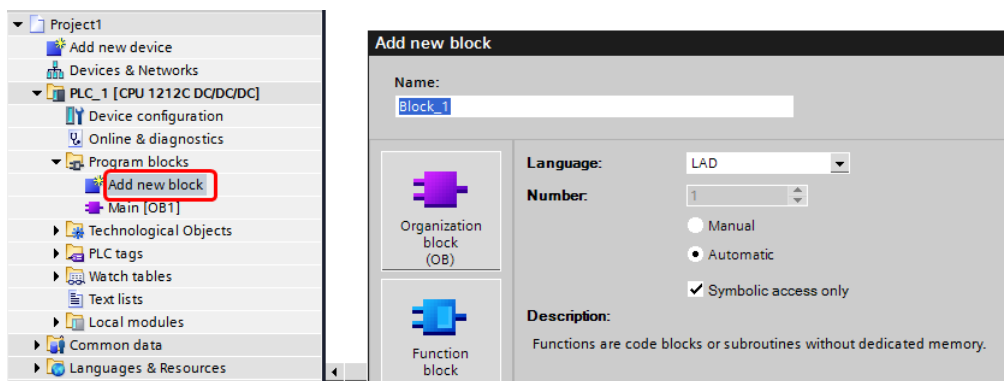 Project1
Add new device
Devices & Networks
PLC_1 [CPU 1212C DC/DC/DC]
Device configuration
Online & diagnostics
Program blocks
Add new block
Main [OB1]
Technological Objects
PLC tags
Watch tables
Text lists
Local modules
Common data
Languages & Resources
Add new block
Name:
Block_1
Organization
block
(OB)
Function
block
Language:
LAD
Number:
1
Manual
Automatic
Symbolic access only
Description:
Functions are code blocks or subroutines without dedicated memory.